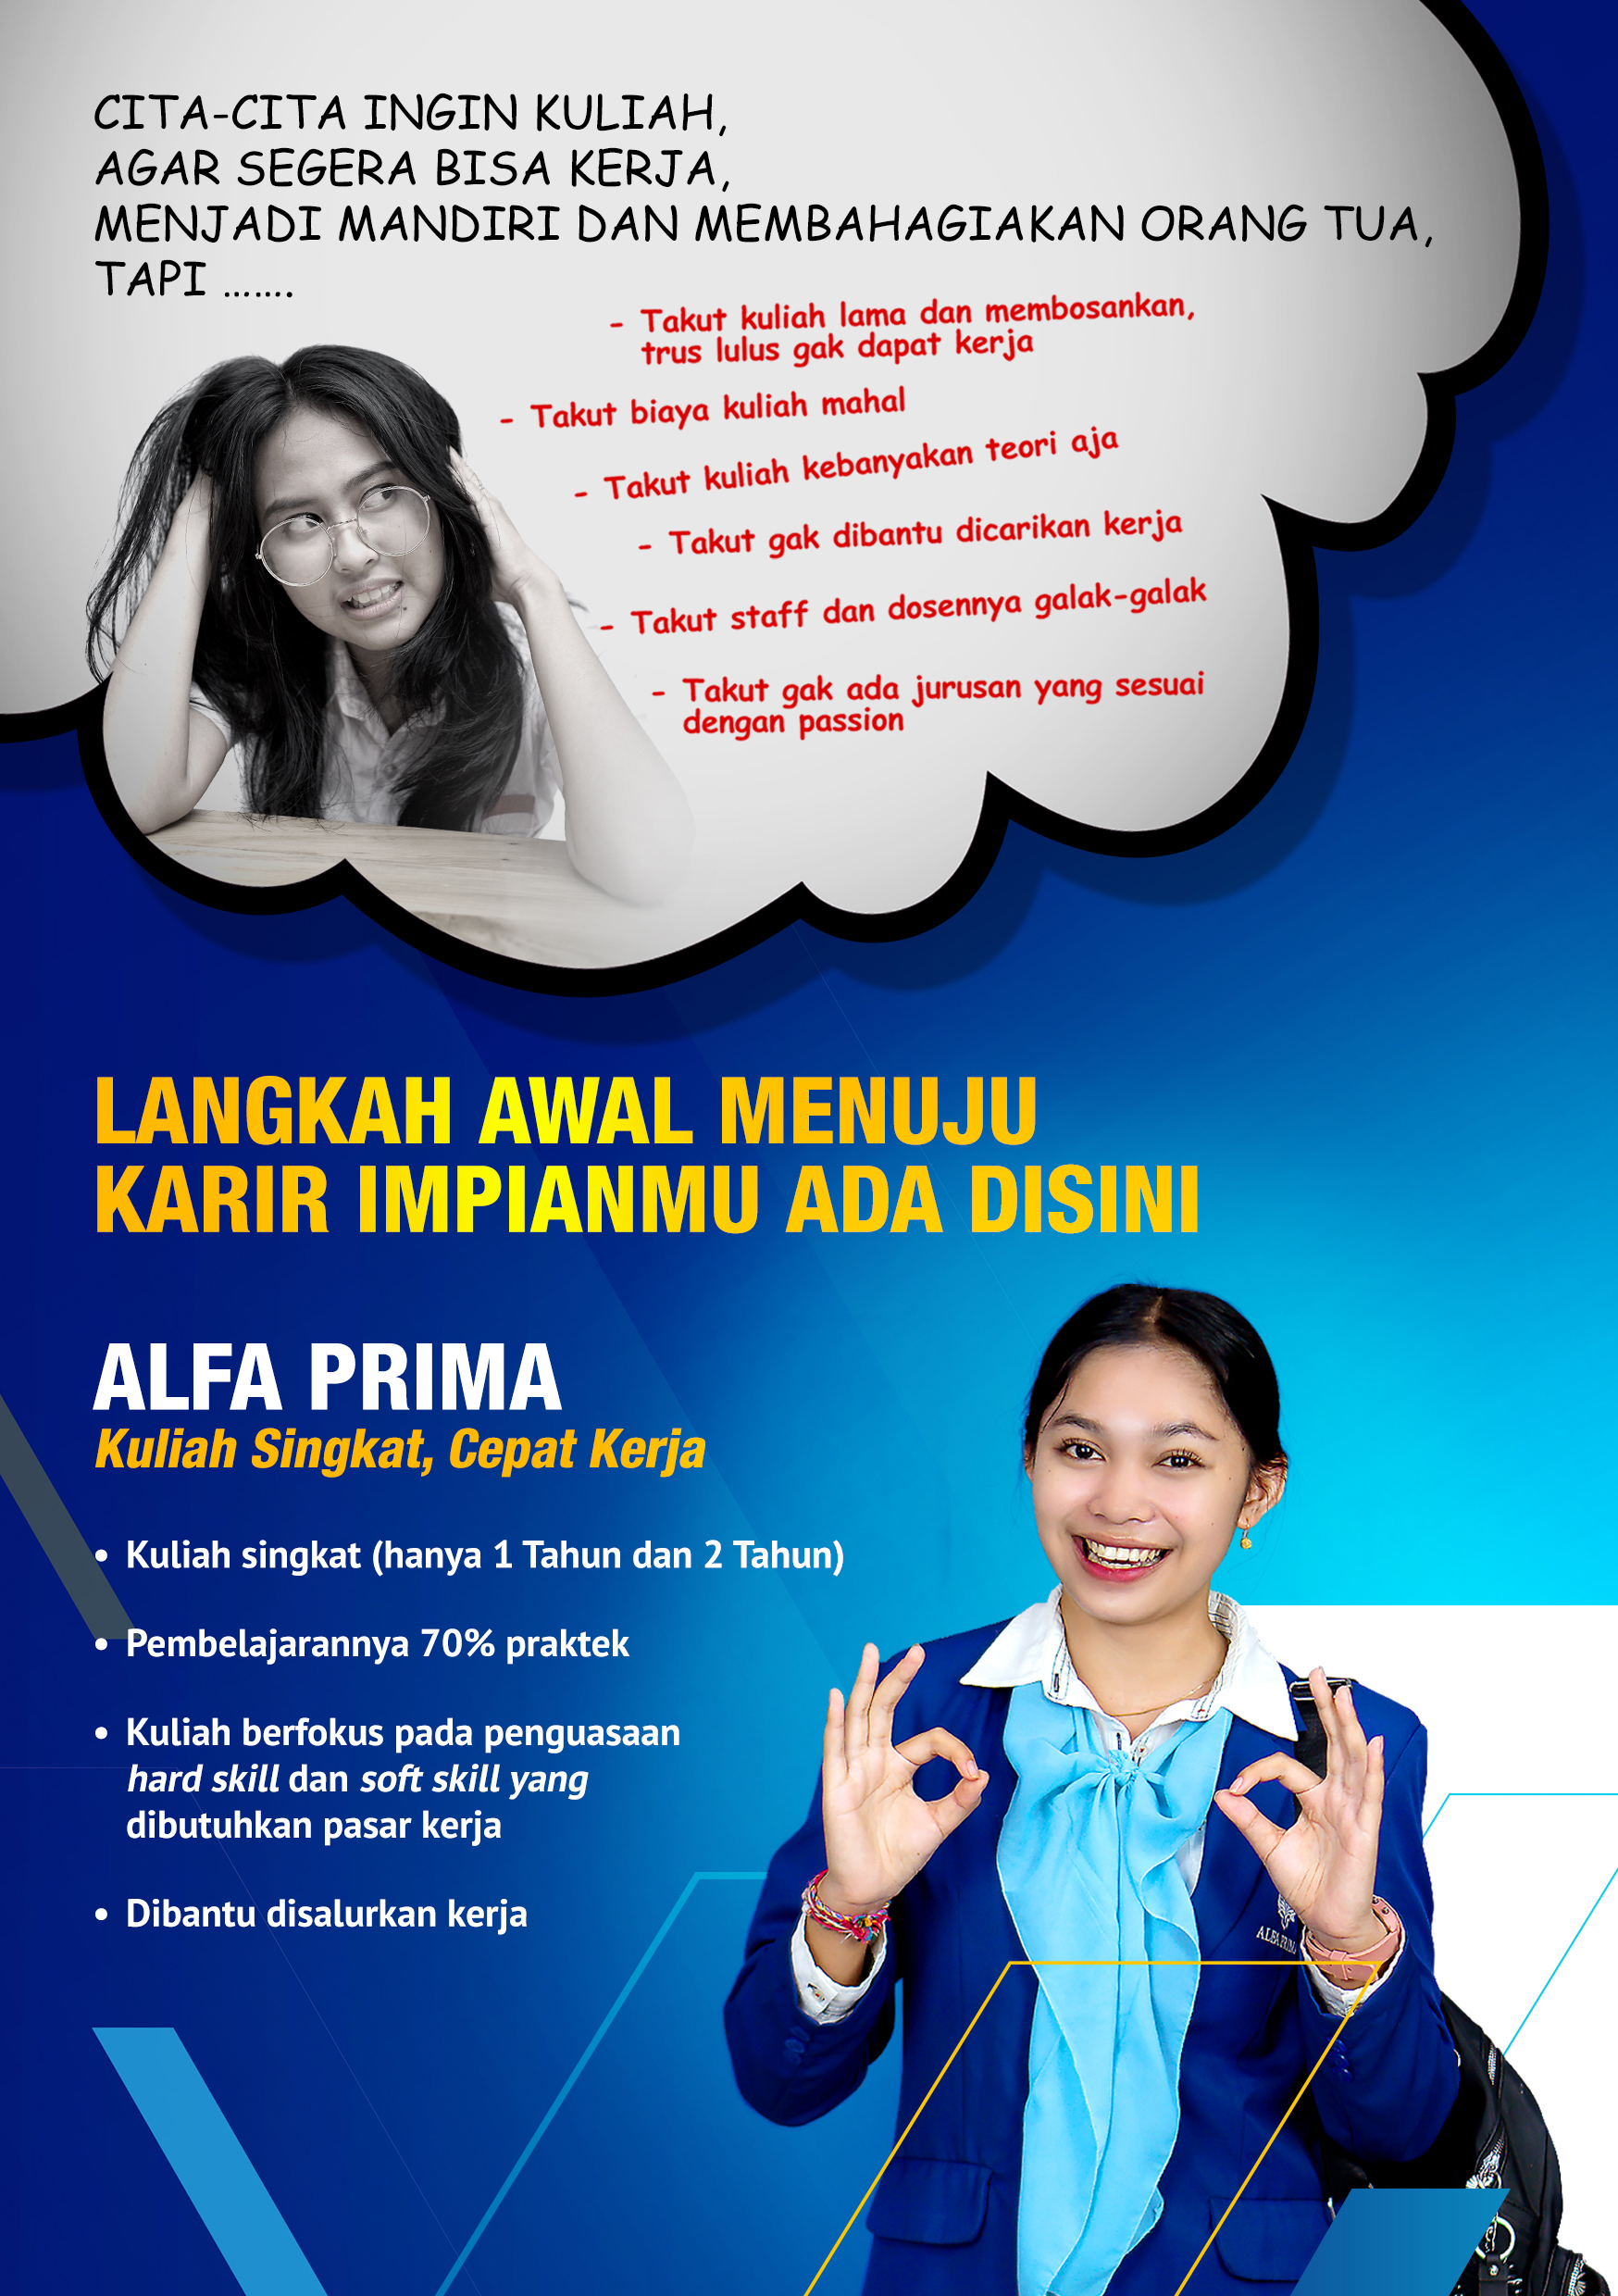 CITA-CITA INGIN KULIAH,
AGAR SEGERA BISA KERJA,
MENJADI MANDIRI DAN MEMBAHAGIAKAN ORANG TUA,
TAPI .......
- Takut kuliah lama dan membosankan,
trus lulus gak dapat kerja
- Takut biaya kuliah mahal
- Takut kuliah kebanyakan teori aja
- Takut gak dibantu dicarikan kerja
- Takut staff dan dosennya galak-galak
- Takut gak ada jurusan yang sesuai
dengan passion
LANGKAH AWAL MENUJU
KARIR IMPIANMU ADA DISINI
ALFA PRIMA
Kuliah Singkat, Cepat Kerja
• Kuliah singkat (hanya 1 Tahun dan 2 Tahun)
• Pembelajarannya 70% praktek
• Kuliah berfokus pada penguasaan
hard skill dan soft skill yang
dibutuhkan pasar kerja
• Dibantu disalurkan kerja
ALFA PRIMA